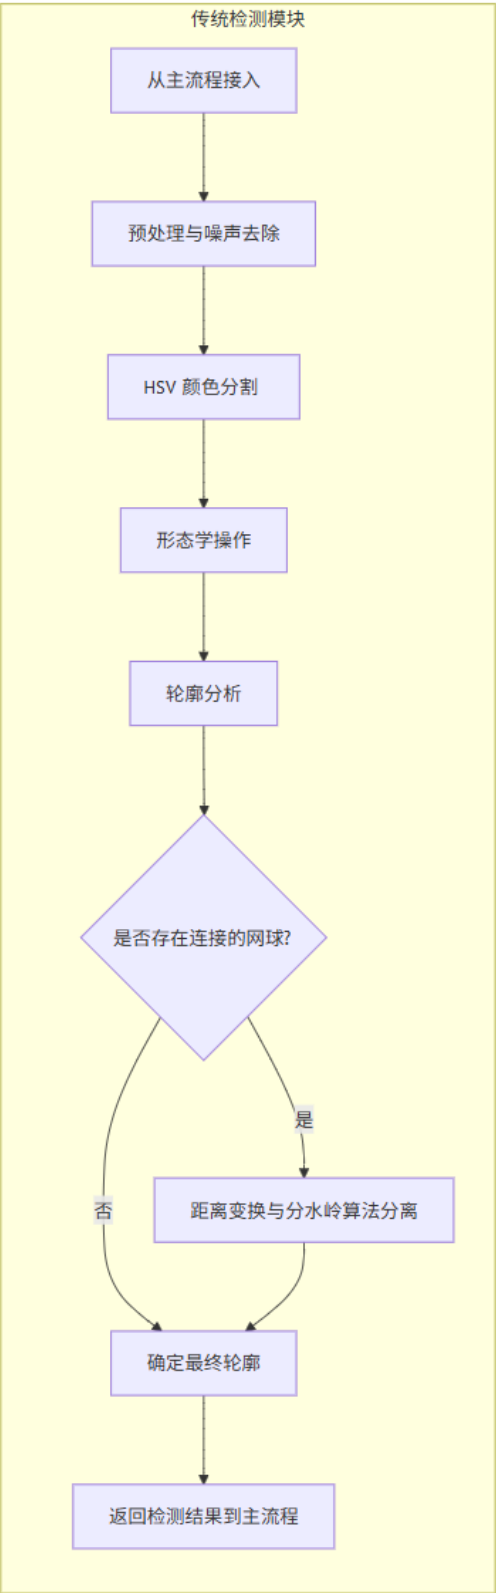 传统检测模块
从主流程接入
预处理与噪声去除
HSV 颜色分割
形态学操作
轮廓分析
是否存在连接的网球?
是
否
距离变换与分水岭算法分离
确定最终轮廓
返回检测结果到主流程